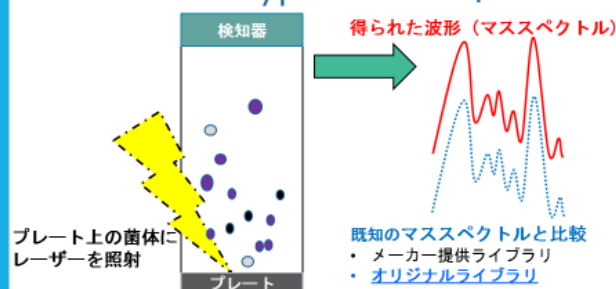 検知器
得られた波形（マススペクトル）
プレート上の菌体に
レーザーを照射
プレート
既知のマススペクトルと比較
• メーカー提供ライブラリ
• オリジナルライブラリ